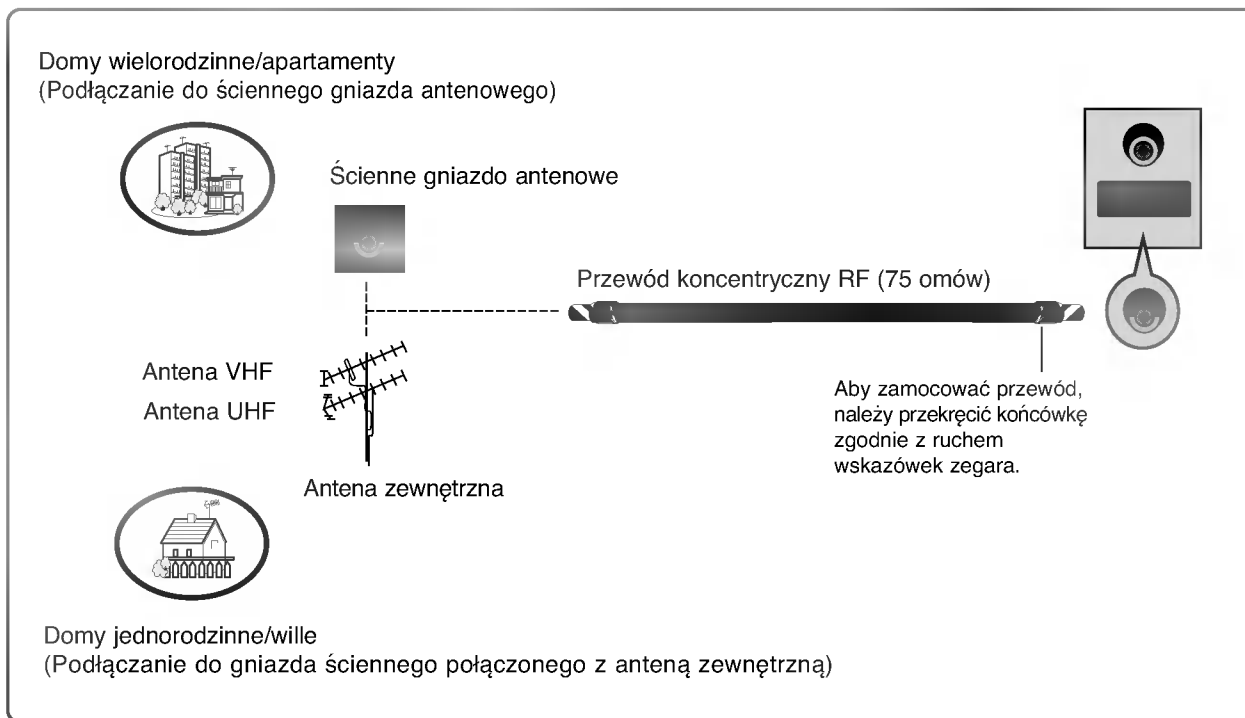 Domy wielorodzinne/apartamenty
(Podłączanie do ściennego gniazda antenowego)
Ścienne gniazdo antenowe
Przewód koncentryczny RF (75 omów)
Antena VHF
Antena UHF
Aby zamocować przewód,
należy przekręcić końcówkę
zgodnie z ruchem
wskazówek zegara.
Antena zewnętrzna
Domy jednorodzinne/wille
(Podłączanie do gniazda ściennego połączonego z anteną zewnętrzną)